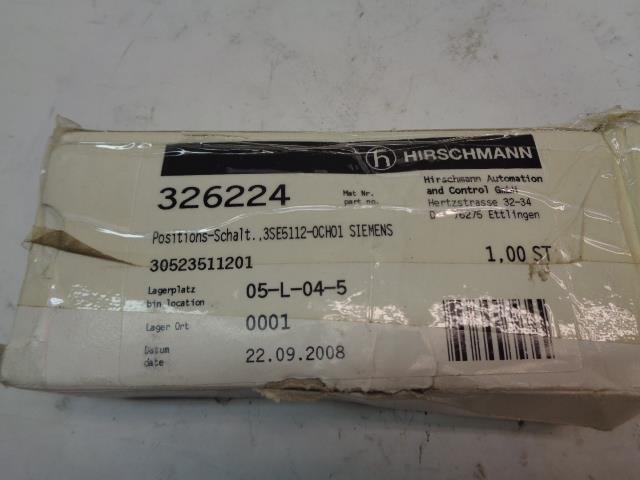 h HIRSCHMANN
326224
Mat Nr.
part no.
Hirschmann Automation
and Control GmbH
Hertzstrasse 32-34
76275 Ettlingen
Positions-Schalt.,3SE5112-0CH01 SIEMENS
30523511201
1,00 ST
Lagerplatz
bin location
05-L-04-5
Lager Ort
0001
Datum
date
22.09.2008